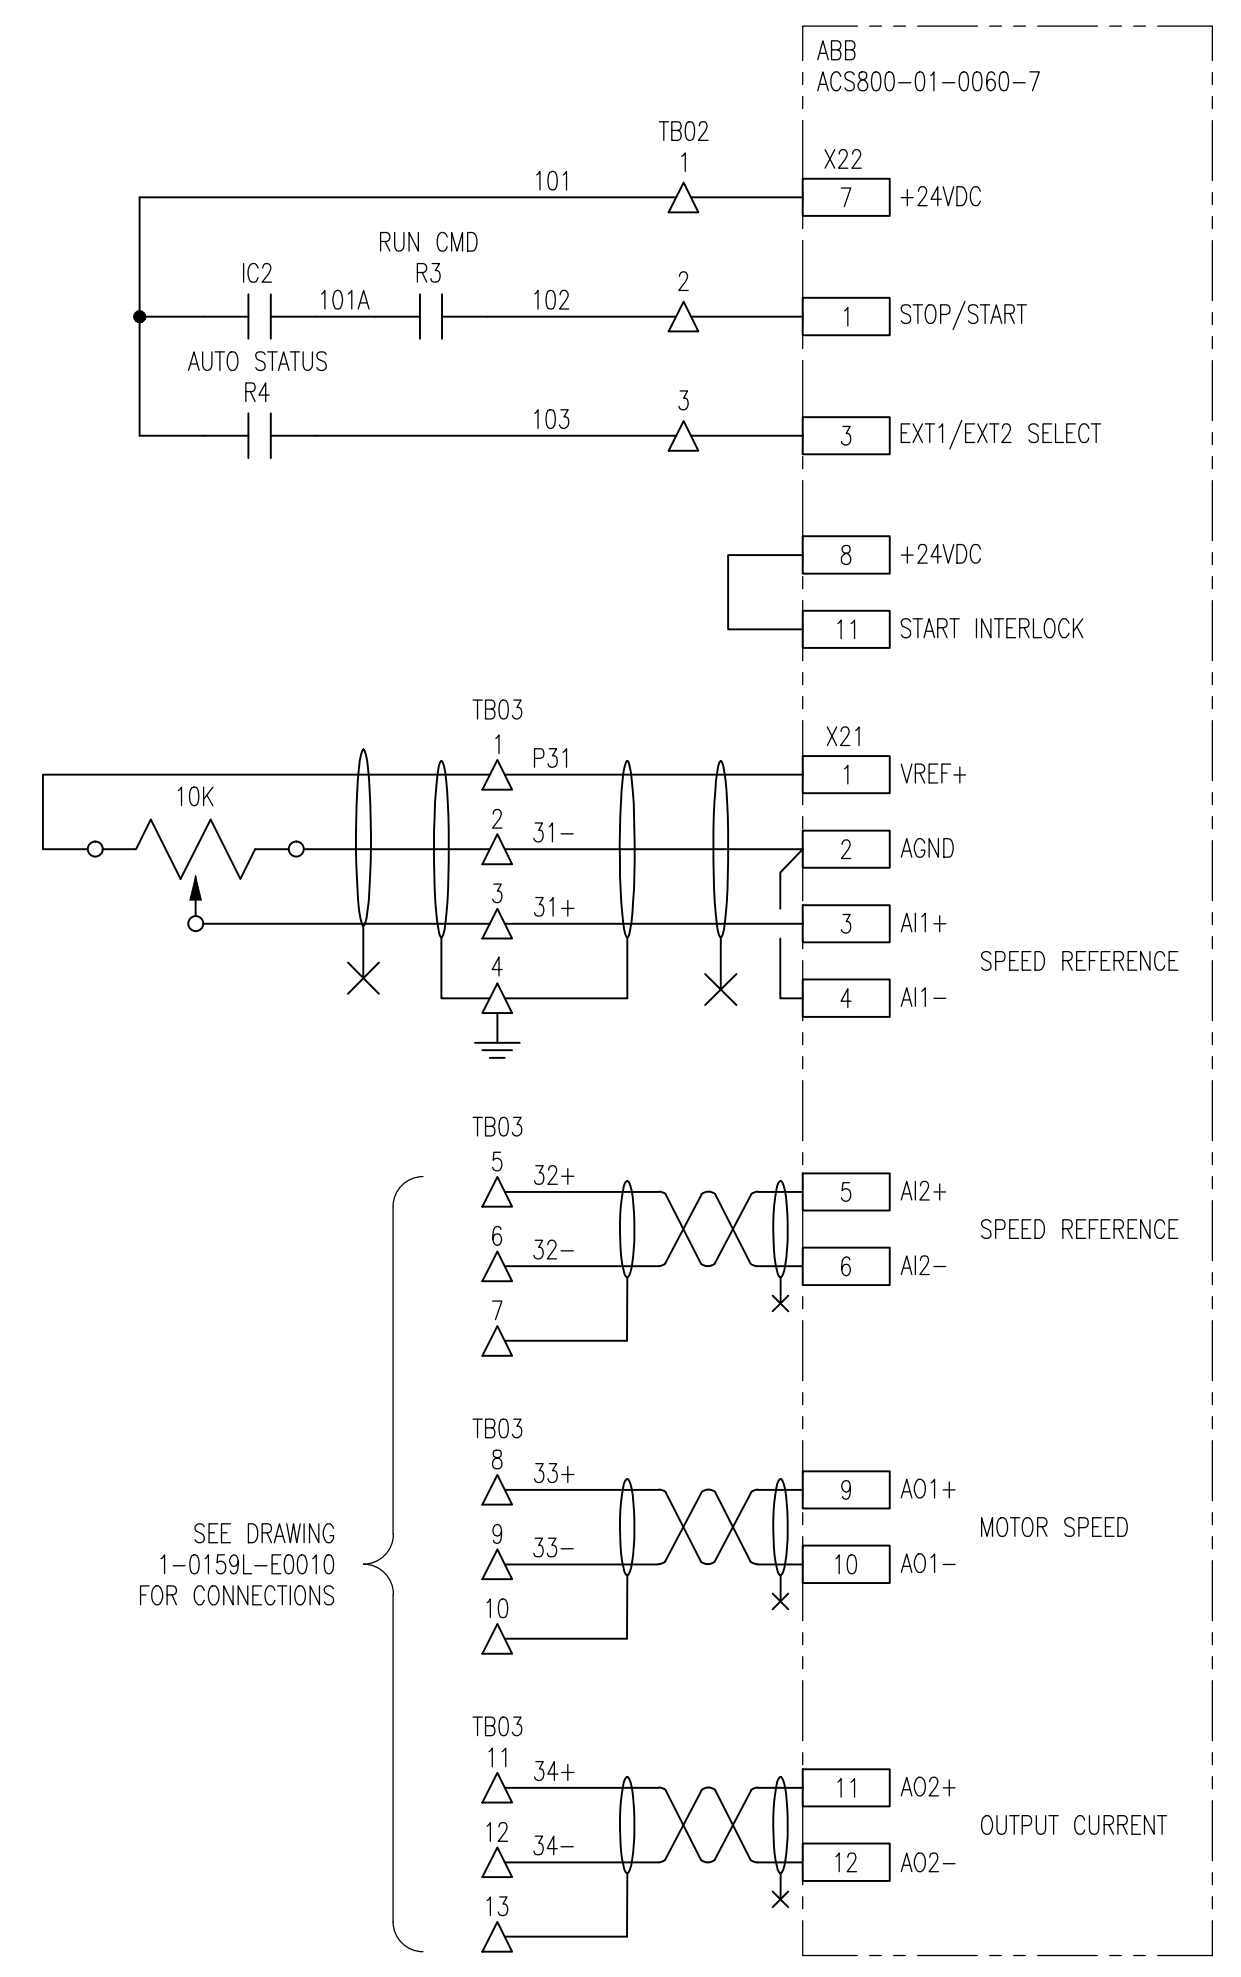 ABB
ACS800-01-0060-7
TB02
1
X22
101
7
+24VDC
RUN CMD
IC2
R3
2
101A
102
1
STOP/START
AUTO STATUS
R4
3
103
3
EXT1/EXT2 SELECT
8
+24VDC
11
START INTERLOCK
TB03
X21
1
P31
1
VREF+
10K
2
31-
2
AGND
3
31+
3
AI1+
SPEED REFERENCE
4
4
AI1-
TB03
5
32+
5
AI2+
SPEED REFERENCE
6
32-
6
AI2-
7
TB03
8
33+
9
AO1+
MOTOR SPEED
9
33-
10
AO1-
SEE DRAWING
1-0159L-E0010
FOR CONNECTIONS
10
TB03
11
34+
11
AO2+
OUTPUT CURRENT
12
34-
12
AO2-
13